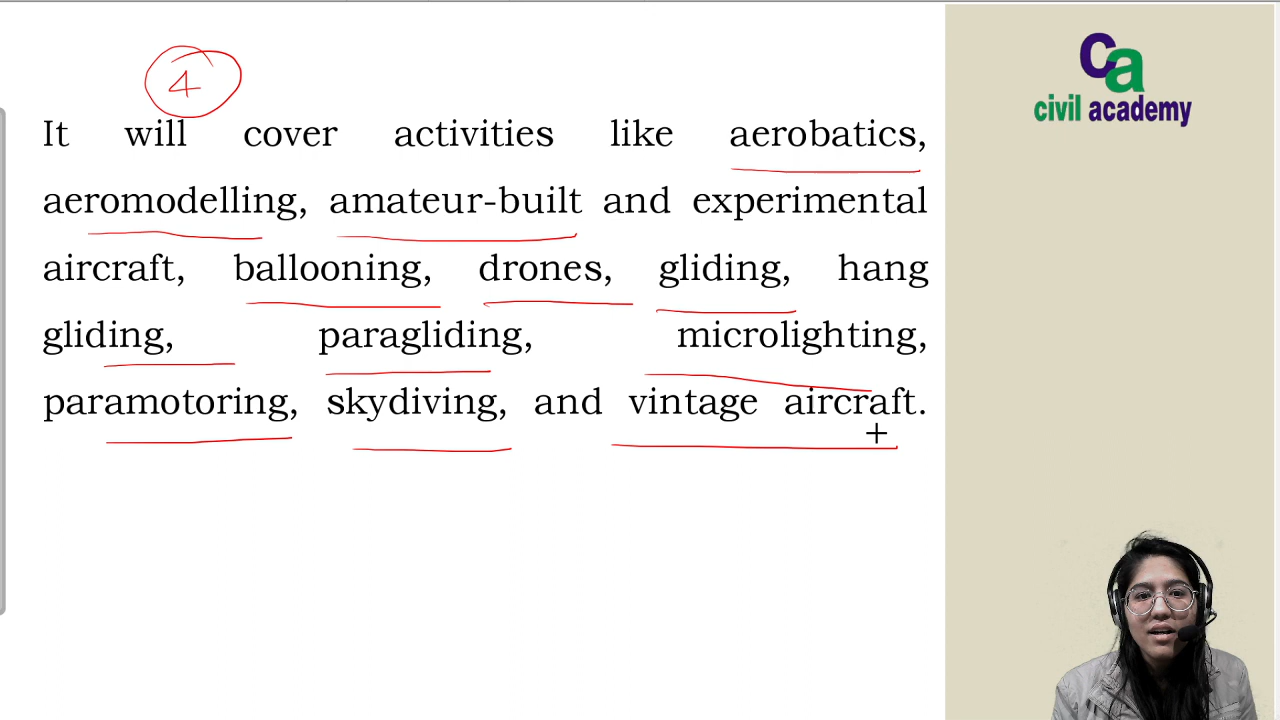 4
It will cover activities like aerobatics,
aeromodelling, amateur-built and experimental
aircraft, ballooning, drones, gliding, hang
gliding, paragliding, microlighting,
paramotoring, skydiving, and vintage aircraft.
ca
civil academy